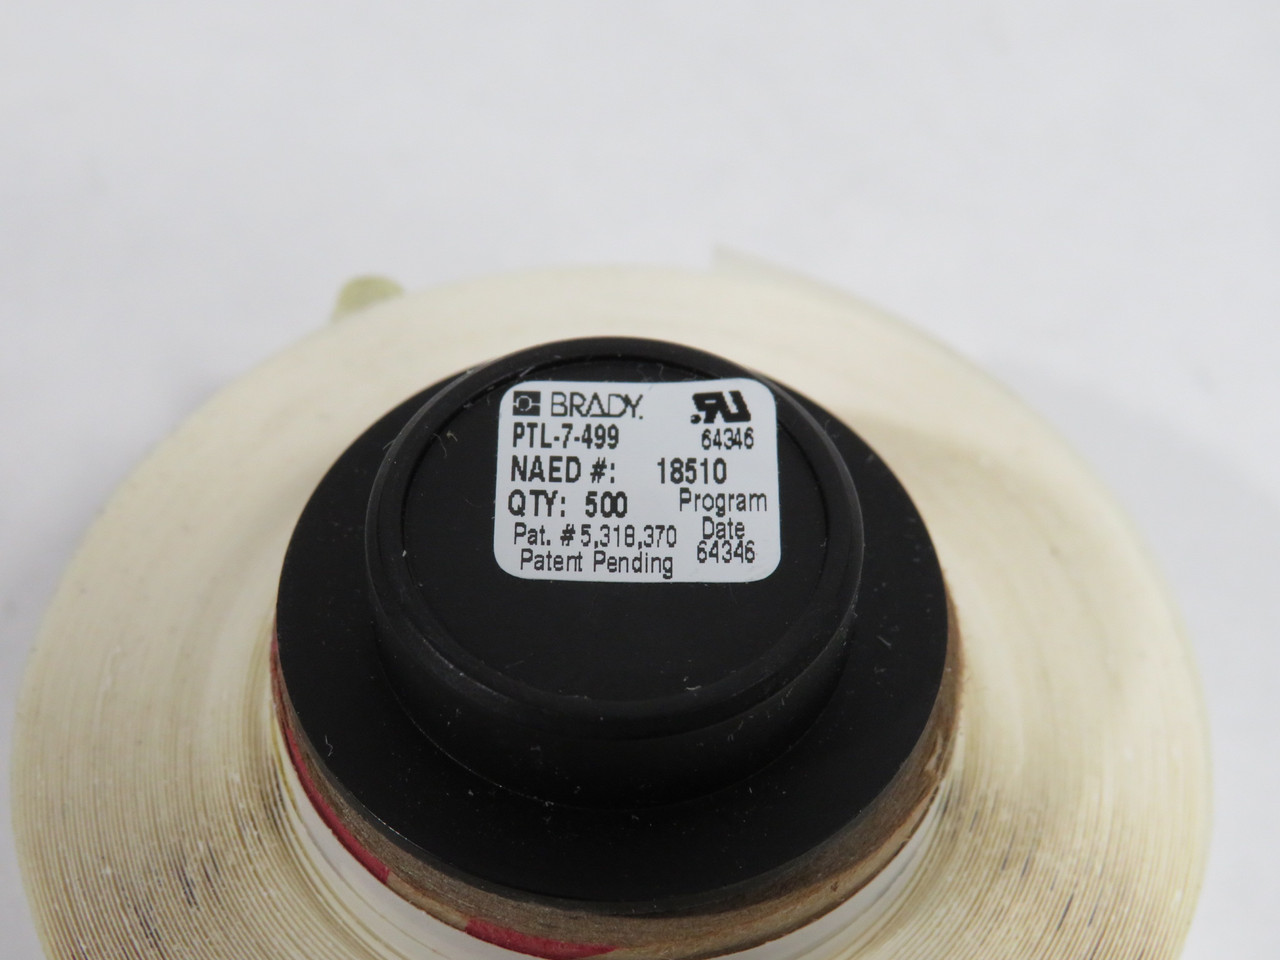 BRADY.
PTL-7-499 64346
NAED #: 18510
QTY: 500 Program
Pat. # 5,318,370 Date
Patent Pending 64346